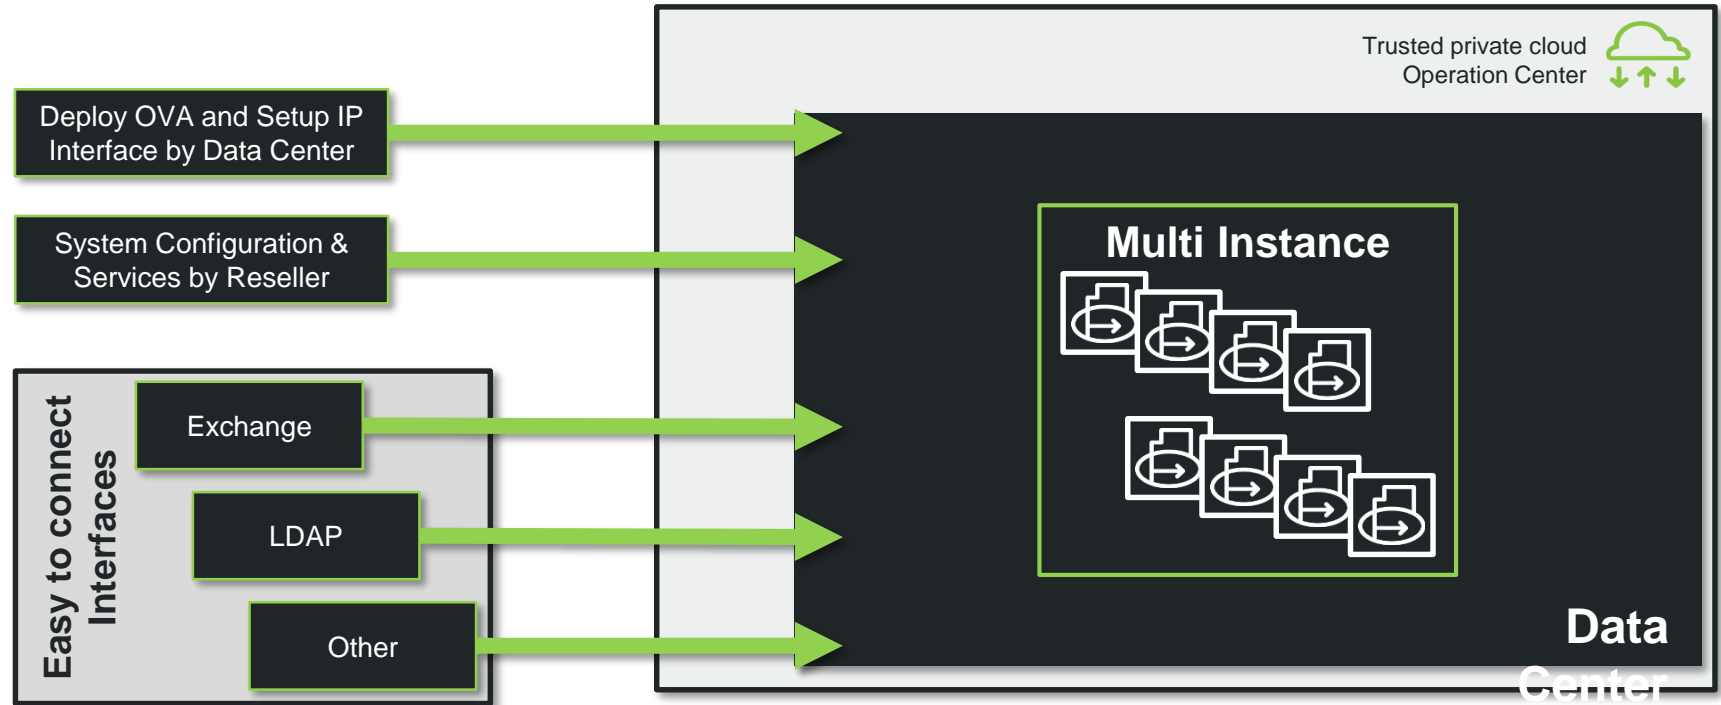 Trusted private cloud
Operation Center
Deploy OVA and Setup IP
Interface by Data Center
System Configuration &
Services by Reseller
Easy to connect
Interfaces
Exchange
LDAP
Other
Multi Instance
Data
Center